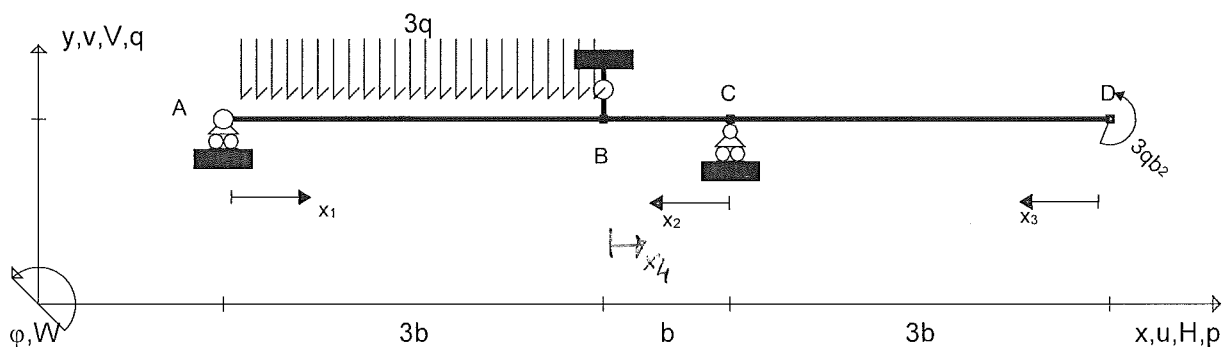 y,v,V,q
3q
A
C
D
B
3qb2
x1
x2
x3
x4
φ,W
3b
b
3b
x,u,H,p